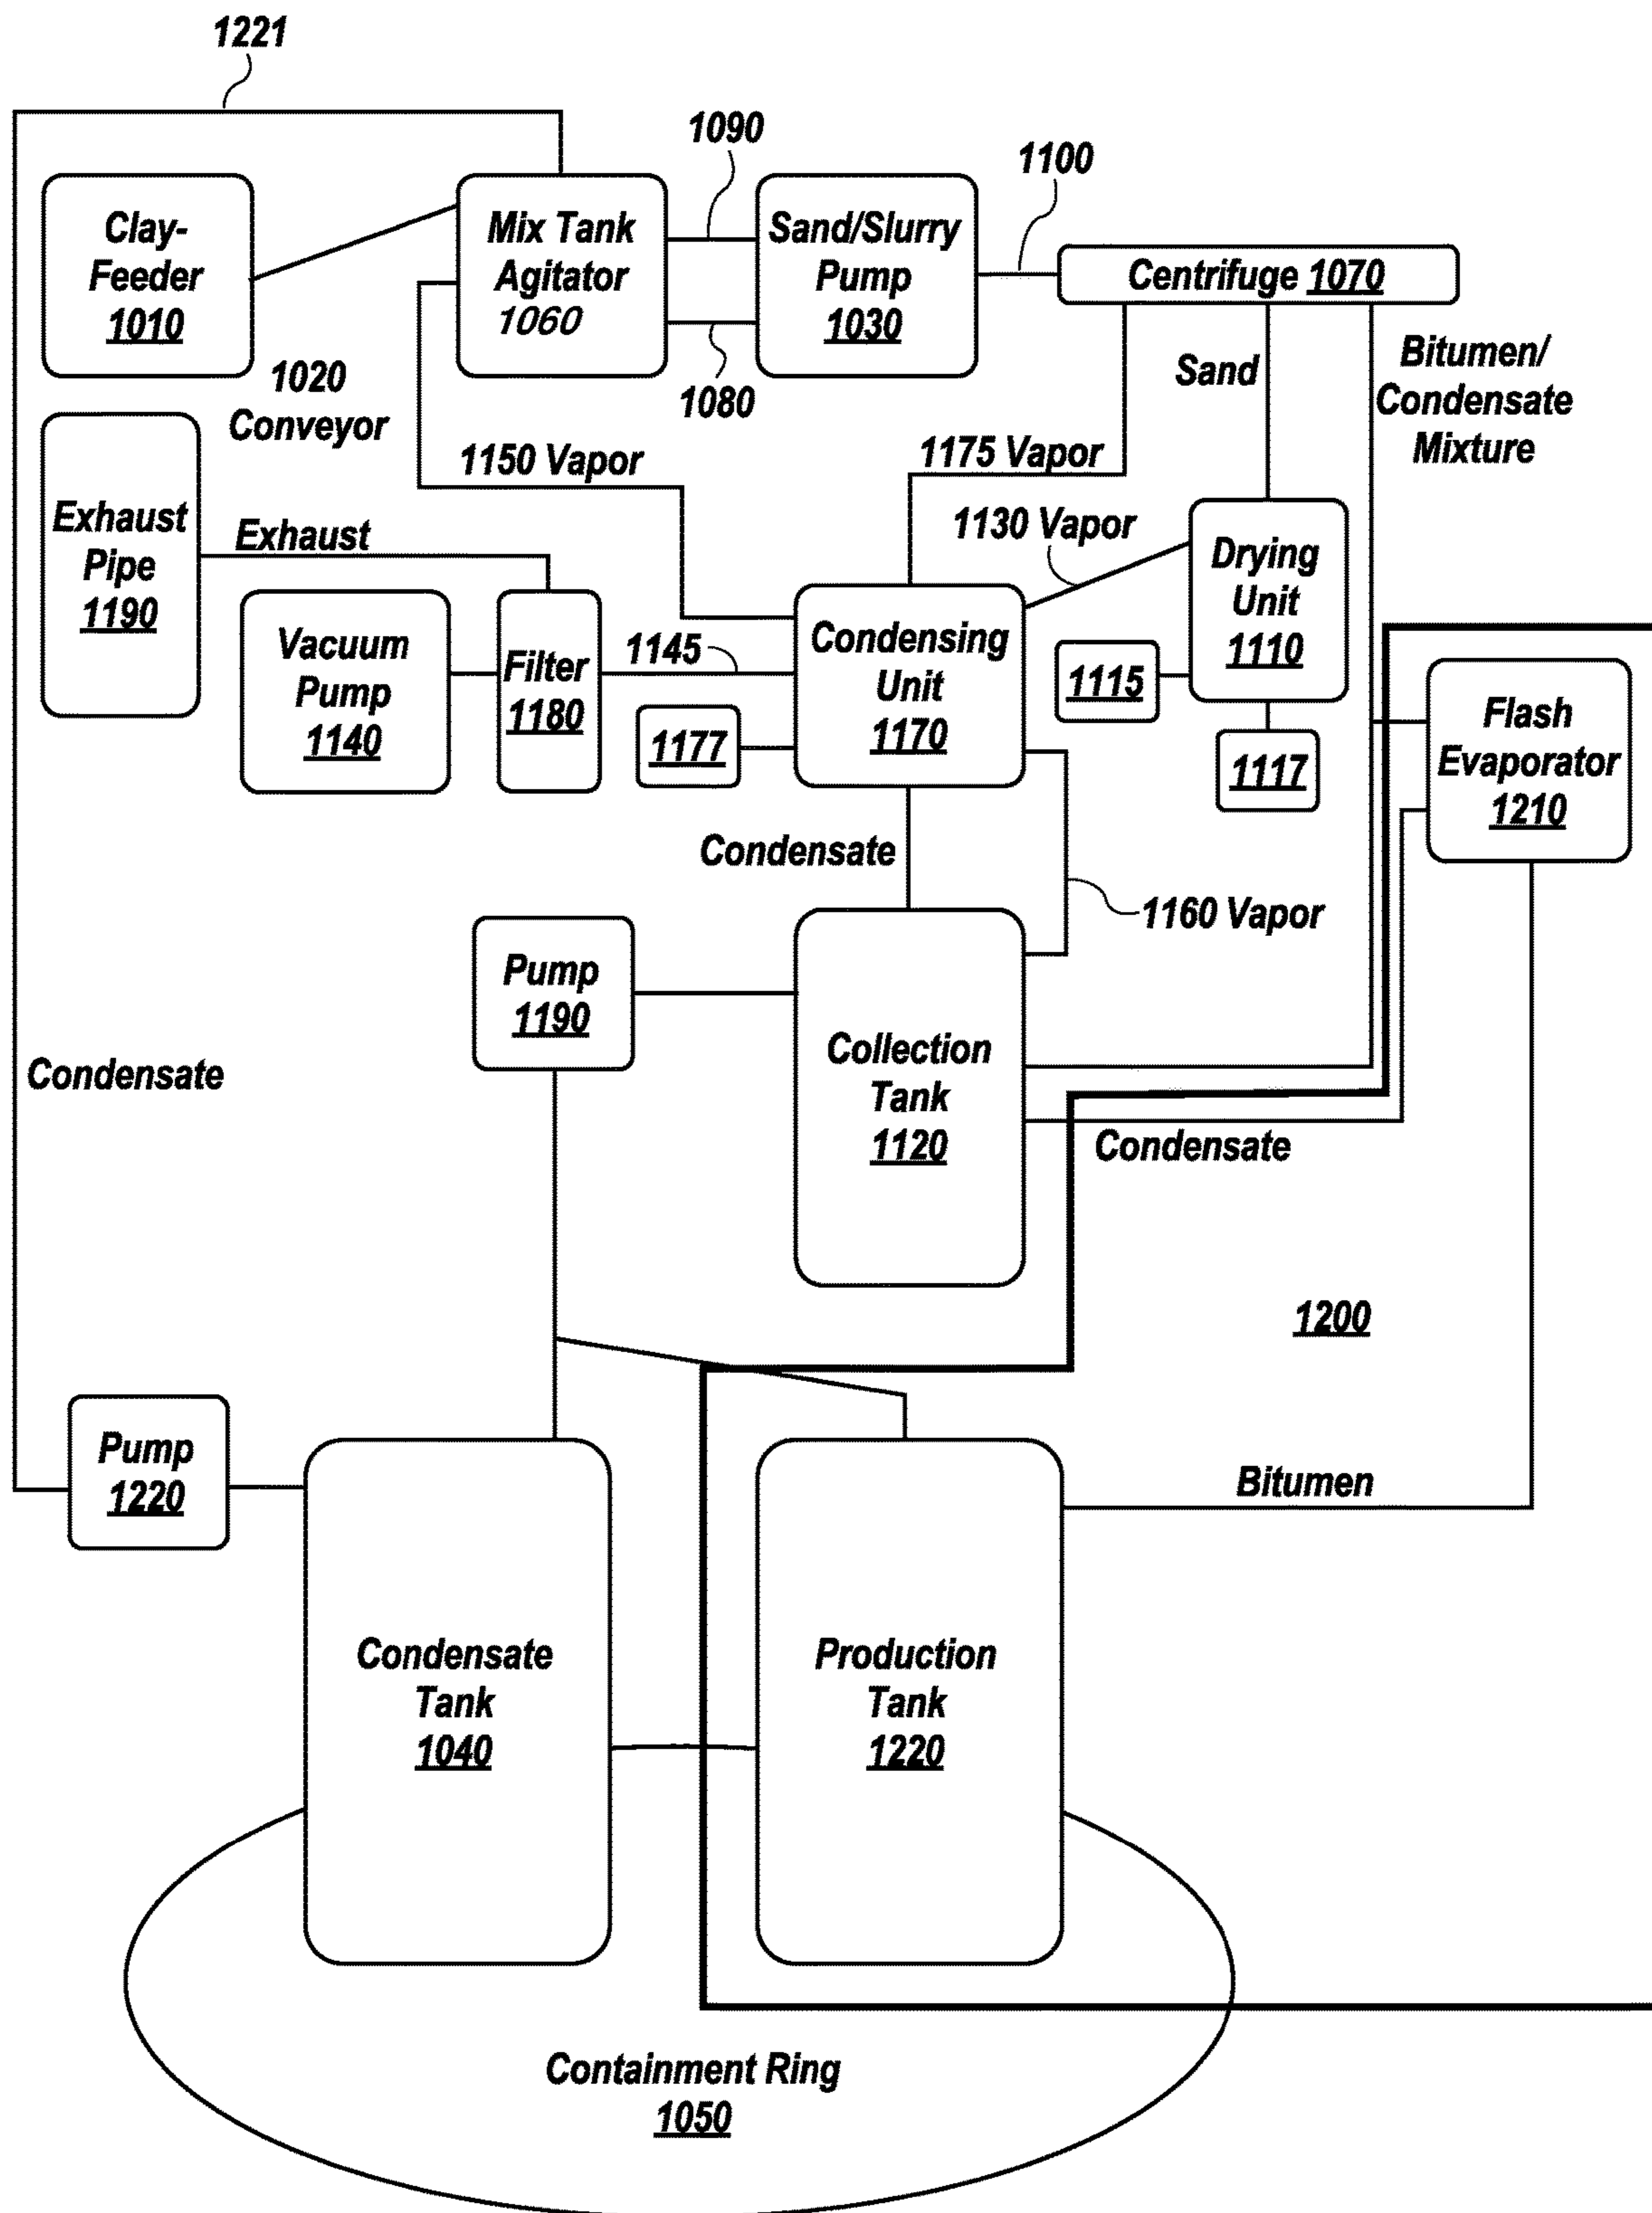 1221
1090
1100
Clay-
Feeder
1010
Mix Tank
Agitator
1060
Sand/Slurry
Pump
1030
Centrifuge 1070
1020
Conveyor
1080
Sand
Bitumen/
Condensate
Mixture
1150 Vapor
1175 Vapor
Exhaust
Pipe
1190
Exhaust
1130 Vapor
Drying
Unit
1110
Vacuum
Pump
1140
Filter
1180
1145
1177
Condensing
Unit
1170
1115
1117
Flash
Evaporator
1210
Condensate
1160 Vapor
Pump
1190
Collection
Tank
1120
Condensate
Condensate
1200
Pump
1220
Bitumen
Condensate
Tank
1040
Production
Tank
1220
Containment Ring
1050